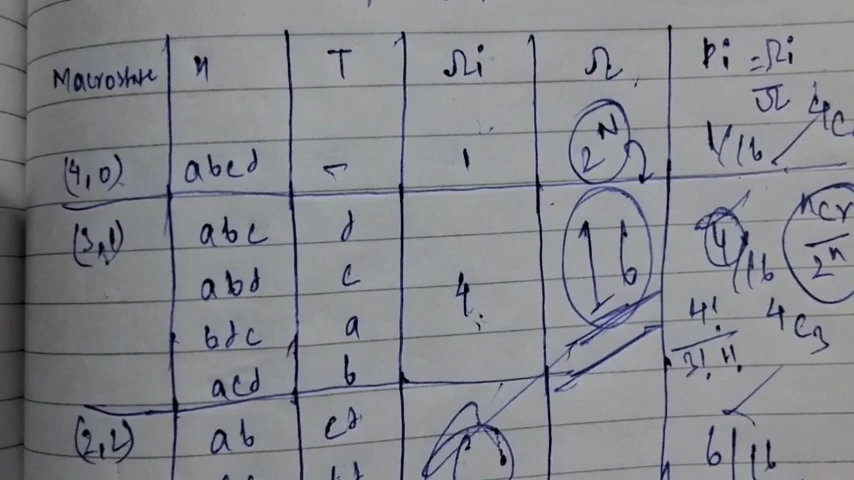 Macrostate H T Ωi Ω Pi = Ωi / Ω
(4,0) abcd – 1 2^N 1/16 4C
(3,1) abc d 4 16 4/16 nCr / 2^n
abd c
bdc a 4! / 3! 1! 4C3
acd b
(2,2) ab cd 6/16